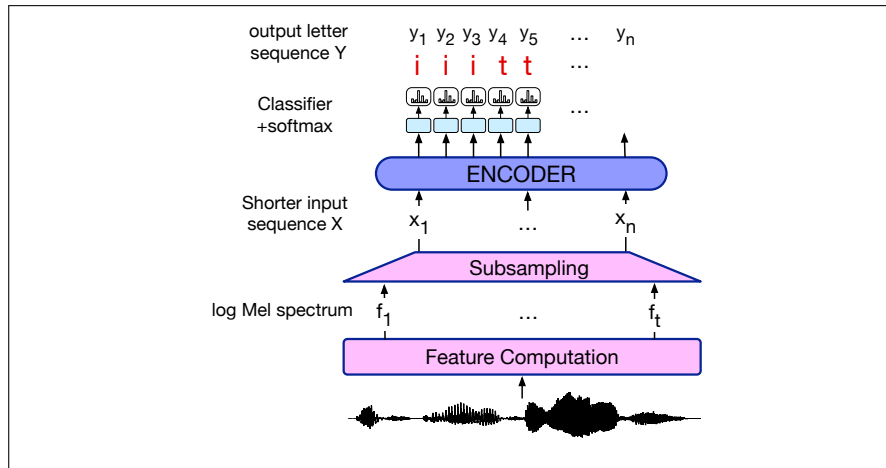 output letter sequence Y
y1 y2 y3 y4 y5 ... yn
i i i t t ...
Classifier +softmax
...
ENCODER
Shorter input sequence X
x1 ... xn
Subsampling
log Mel spectrum
f1 ... ft
Feature Computation